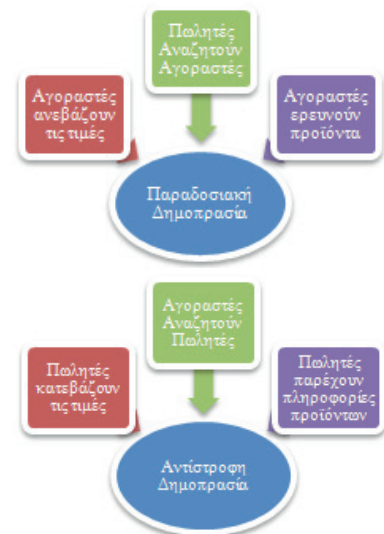 Πωλητές
Αναζητούν
Αγοραστές
Αγοραστές
ανεβάζουν
τις τιμές
Αγοραστές
ερευνούν
προϊόντα
Παραδοσιακή
Δημοπρασία
Αγοραστές
Αναζητούν
Πωλητές
Πωλητές
κατεβάζουν
τις τιμές
Πωλητές
παρέχουν
πληροφορίες
προϊόντων
Αντίστροφη
Δημοπρασία